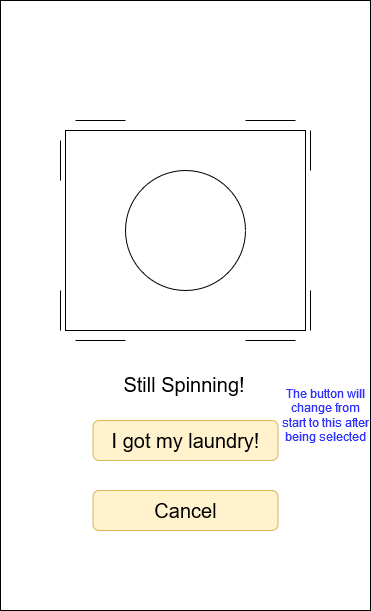 Still Spinning!
The button will
change from
start to this after
being selected
I got my laundry!
Cancel